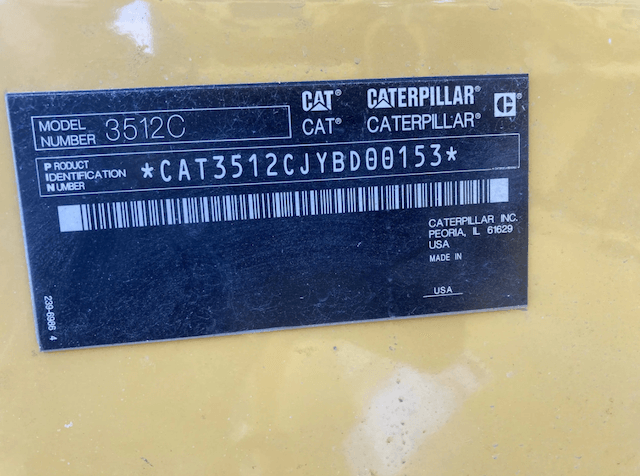 CAT® CATERPILLAR® C®
CAT® CATERPILLAR®
MODEL NUMBER 3512C
PRODUCT IDENTIFICATION NUMBER *CAT3512CJYBD00153*
CATERPILLAR INC.
PEORIA, IL 61629
USA
MADE IN
USA
239-6986 4